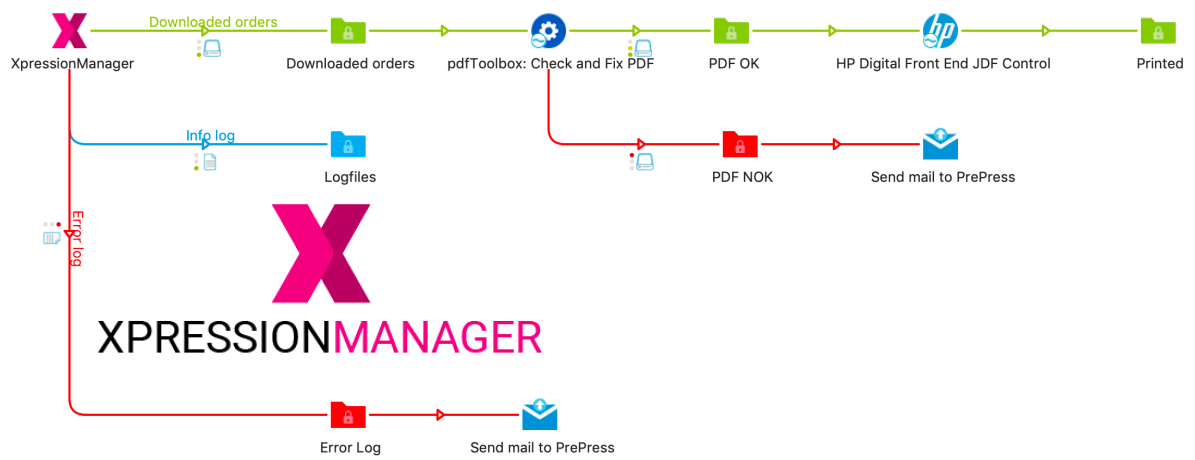 Downloaded orders
XpressionManager
Downloaded orders
pdfToolbox: Check and Fix PDF
PDF OK
hp
HP Digital Front End JDF Control
Printed
Info log
Logfiles
PDF NOK
Send mail to PrePress
Error log
XPRESSIONMANAGER
Error Log
Send mail to PrePress